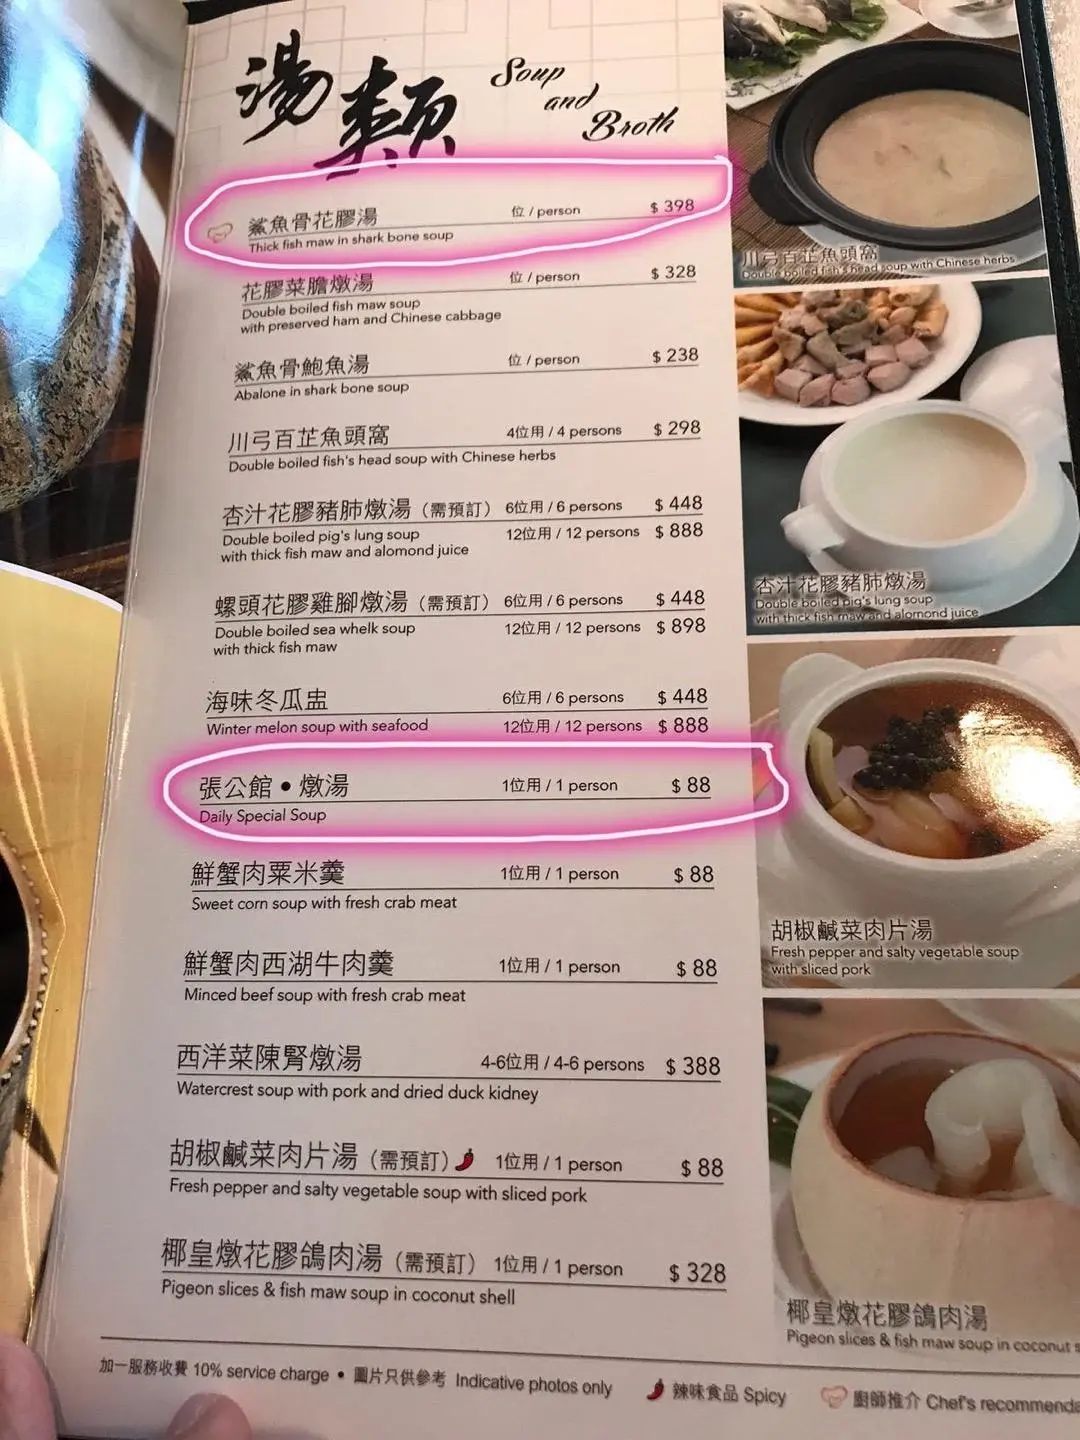 湯類 Soup and Broth
鯊魚骨花膠湯 位 / person $ 398
Thick fish maw in shark bone soup
花膠菜膽燉湯 位 / person $ 328
Double boiled fish maw soup
with preserved ham and Chinese cabbage
鯊魚骨鮑魚湯 位 / person $ 238
Abalone in shark bone soup
川弓百芷魚頭窩 4位用 / 4 persons $ 298
Double boiled fish's head soup with Chinese herbs
杏汁花膠豬肺燉湯（需預訂） 6位用 / 6 persons $ 448
Double boiled pig's lung soup 12位用 / 12 persons $ 888
with thick fish maw and alomond juice
螺頭花膠雞腳燉湯（需預訂） 6位用 / 6 persons $ 448
Double boiled sea whelk soup 12位用 / 12 persons $ 898
with thick fish maw
海味冬瓜盅 6位用 / 6 persons $ 448
Winter melon soup with seafood 12位用 / 12 persons $ 888
張公館 • 燉湯 1位用 / 1 person $ 88
Daily Special Soup
鮮蟹肉粟米羹 1位用 / 1 person $ 88
Sweet corn soup with fresh crab meat
鮮蟹肉西湖牛肉羹 1位用 / 1 person $ 88
Minced beef soup with fresh crab meat
西洋菜陳腎燉湯 4-6位用 / 4-6 persons $ 388
Watercrest soup with pork and dried duck kidney
胡椒鹹菜肉片湯（需預訂） 1位用 / 1 person $ 88
Fresh pepper and salty vegetable soup with sliced pork
椰皇燉花膠鴿肉湯（需預訂） 1位用 / 1 person $ 328
Pigeon slices & fish maw soup in coconut shell
加一服務收費 10% service charge • 圖片只供參考 Indicative photos only 辣味食品 Spicy 廚師推介 Chef's recommenda
川弓百芷魚頭窩
Double boiled fish's head soup with Chinese herbs
杏汁花膠豬肺燉湯
Double boiled pig's lung soup
with thick fish maw and alomond juice
胡椒鹹菜肉片湯
Fresh pepper and salty vegetable soup
with sliced pork
椰皇燉花膠鴿肉湯
Pigeon slices & fish maw soup in coconut s